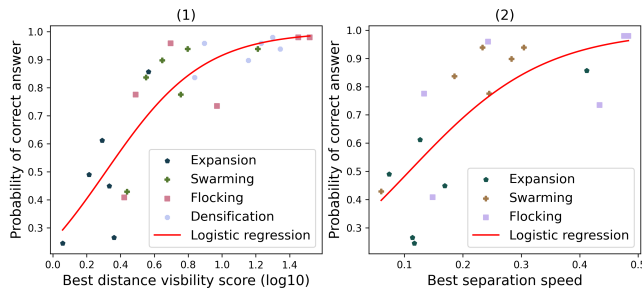 (1)
Probability of correct answer
1.0
0.9
0.8
0.7
0.6
0.5
0.4
0.3
Expansion
Swarming
Flocking
Densification
Logistic regression
0.0 0.2 0.4 0.6 0.8 1.0 1.2 1.4
Best distance visbility score (log10)
(2)
Probability of correct answer
1.0
0.9
0.8
0.7
0.6
0.5
0.4
0.3
Expansion
Swarming
Flocking
Logistic regression
0.1 0.2 0.3 0.4 0.5
Best separation speed